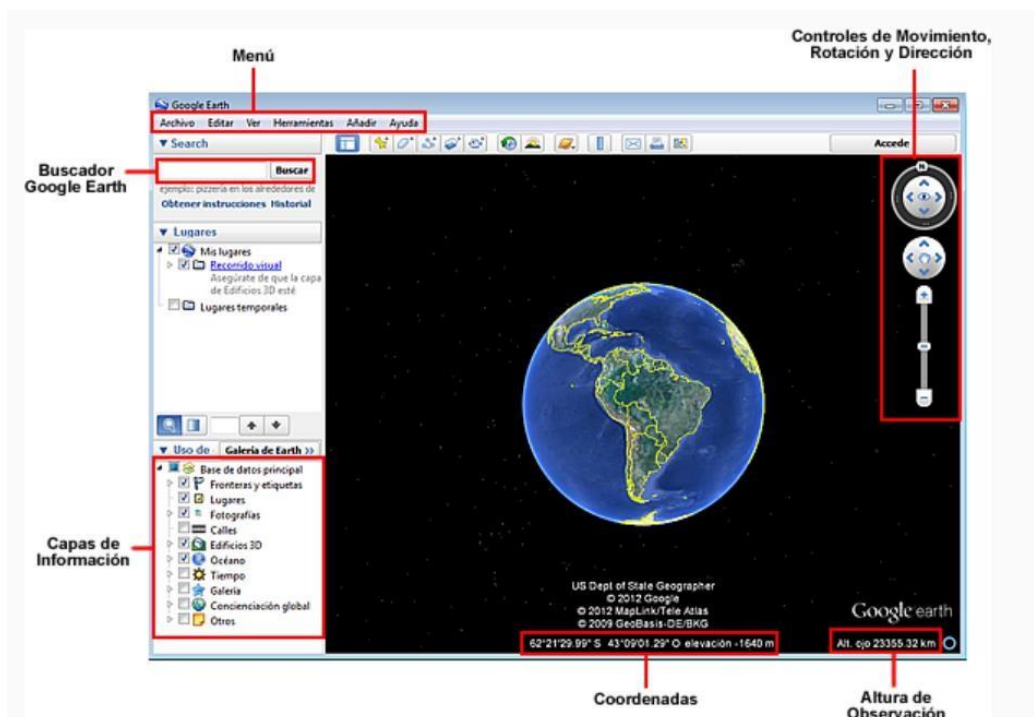 Controles de Movimiento,
Rotación y Dirección
Menú
Google Earth
Archivo Editar Ver Herramientas Añadir Ayuda
▼ Search
Accede
Buscador
Google Earth
Buscar
ejemplo: pizzería en los alrededores de
Obtener instrucciones Historial
N
▼ Lugares
Mis lugares
Recorrido visual
Asegúrate de que la capa
de Edificios 3D esté
Lugares temporales
▼ Uso de
Galería de Earth >>
Base de datos principal
Fronteras y etiquetas
Lugares
Fotografías
Calles
Edificios 3D
Océano
Tiempo
Galería
Concienciación global
Otros
Capas de
Información
US Dept of State Geographer
© 2012 Google
© 2012 MapLink/Tele Atlas
© 2009 GeoBasis-DE/BKG
Google earth
62°21'29.99" S 43°09'01.29" O elevación -1640 m
Alt. ojo 23355.32 km
Coordenadas
Altura de
Observación